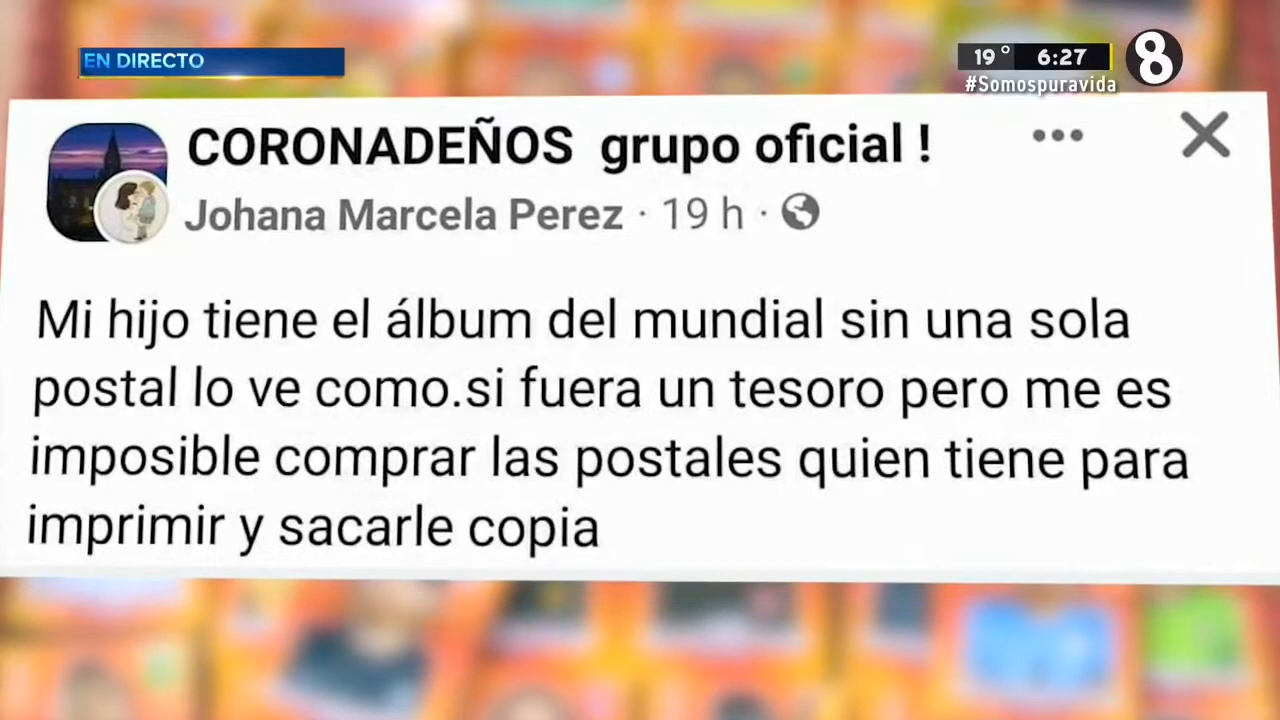 EN DIRECTO
19° 6:27
8
#Somospuravida
CORONADEÑOS grupo oficial !
Johana Marcela Perez · 19 h ·
Mi hijo tiene el álbum del mundial sin una sola
postal lo ve como.si fuera un tesoro pero me es
imposible comprar las postales quien tiene para
imprimir y sacarle copia